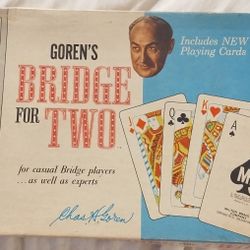 GOREN'S
BRIDGE
FOR TWO
Includes NEW
Playing Cards
for casual Bridge players
...as well as experts
Chas. H. Goren
J
Q
K
A